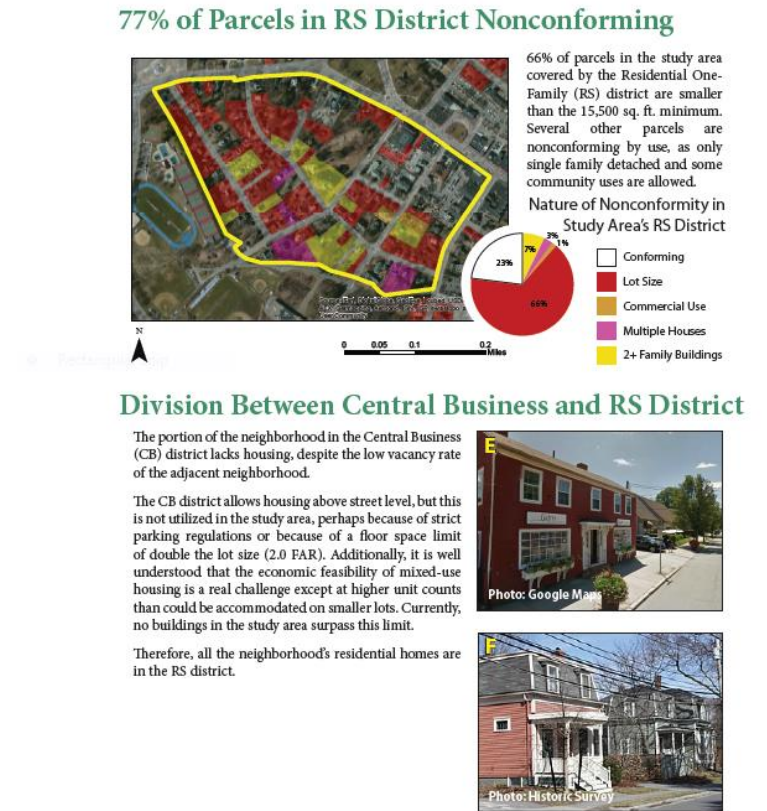 77% of Parcels in RS District Nonconforming
66% of parcels in the study area
covered by the Residential One-
Family (RS) district are smaller
than the 15,500 sq. ft. minimum.
Several other parcels are
nonconforming by use, as only
single family detached and some
community uses are allowed.
Nature of Nonconformity in
Study Area's RS District
3%
1%
7%
23%
66%
Conforming
Lot Size
Commercial Use
Multiple Houses
2+ Family Buildings
N
0 0.05 0.1 0.2
Miles
Division Between Central Business and RS District
The portion of the neighborhood in the Central Business
(CB) district lacks housing, despite the low vacancy rate
of the adjacent neighborhood.
The CB district allows housing above street level, but this
is not utilized in the study area, perhaps because of strict
parking regulations or because of a floor space limit
of double the lot size (2.0 FAR). Additionally, it is well
understood that the economic feasibility of mixed-use
housing is a real challenge except at higher unit counts
than could be accommodated on smaller lots. Currently,
no buildings in the study area surpass this limit.
Therefore, all the neighborhood's residential homes are
in the RS district.
E
Photo: Google Maps
F
Photo: Historic Survey